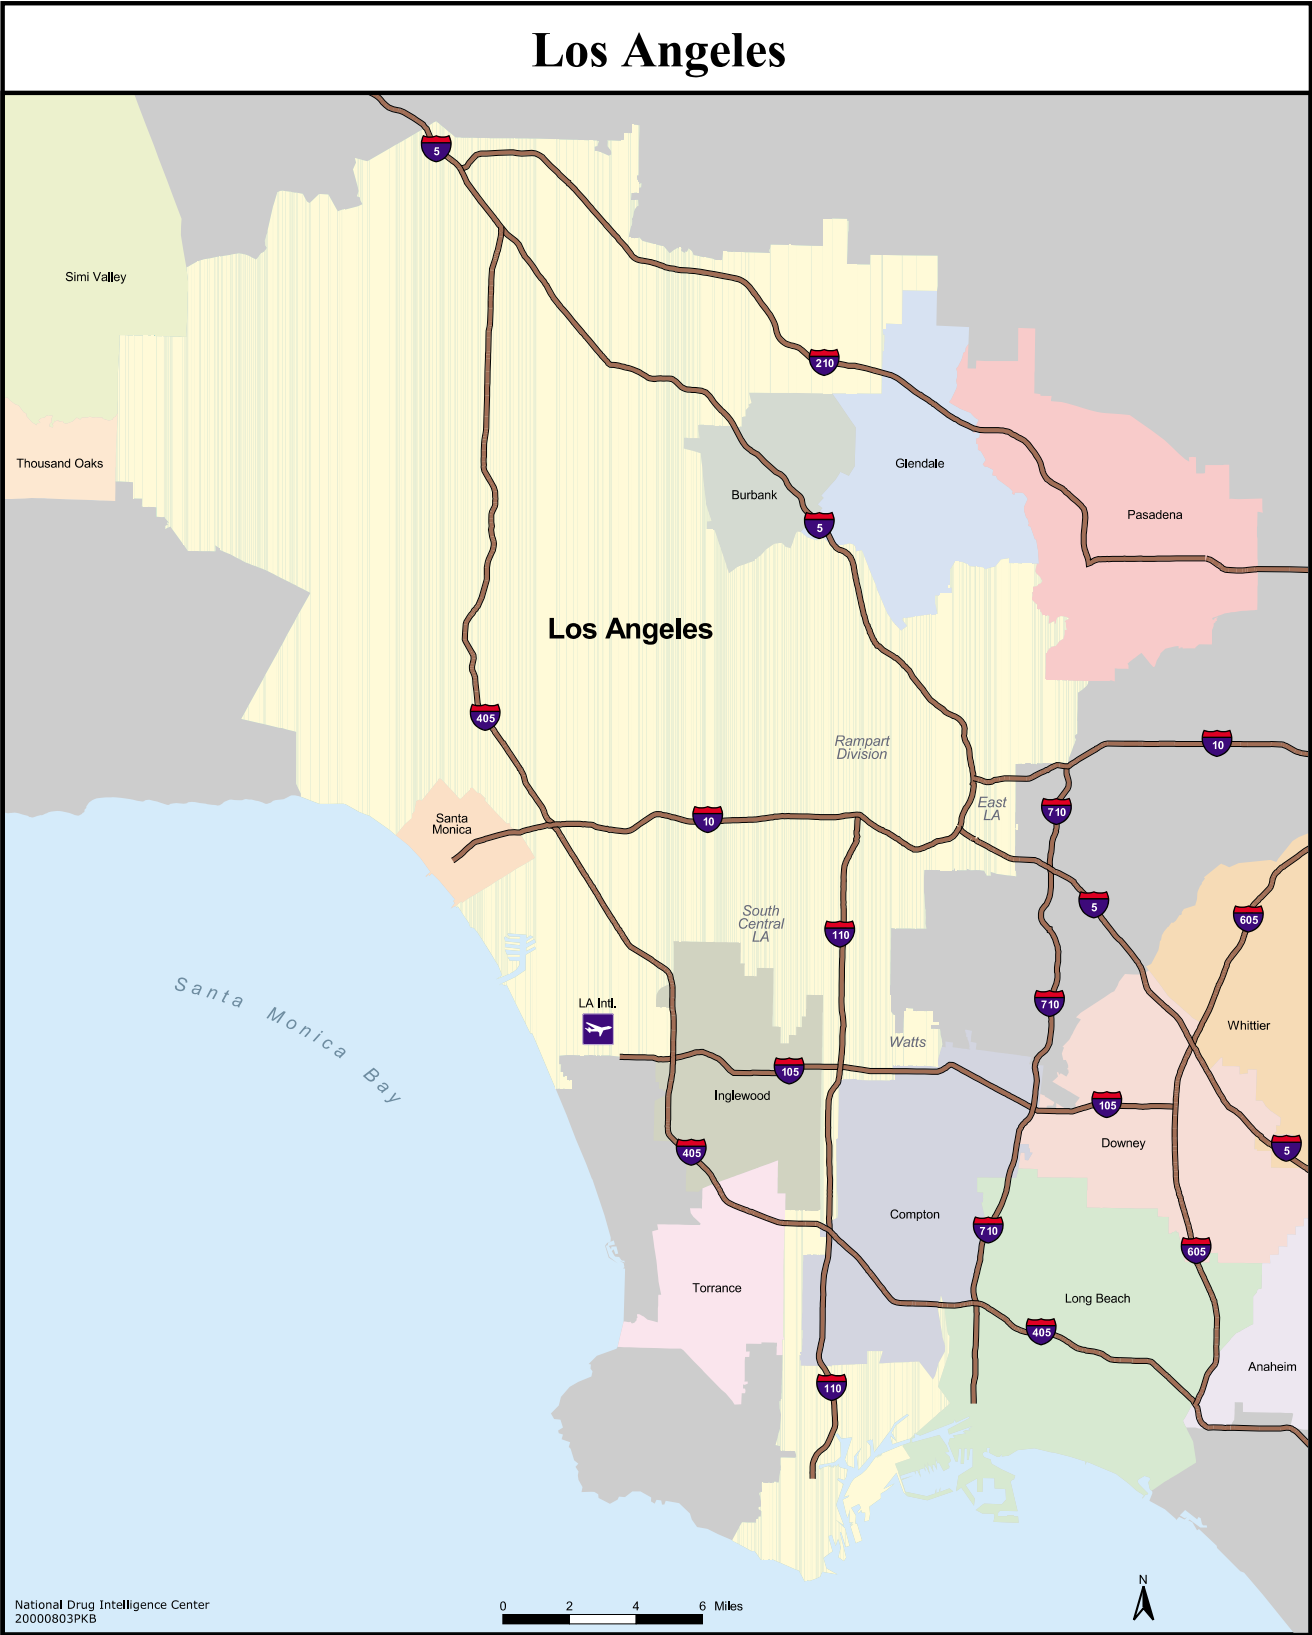 Los Angeles
5
Simi Valley
210
Thousand Oaks
Glendale
Burbank
Pasadena
5
Los Angeles
405
Rampart
Division
10
East
LA
710
Santa
Monica
10
5
605
South
Central
LA
110
Santa Monica Bay
LA Intl.
710
Whittier
Watts
105
Inglewood
105
Downey
405
5
Compton
710
605
Torrance
Long Beach
405
Anaheim
110
N
National Drug Intelligence Center
20000803PKB
0 2 4 6 Miles